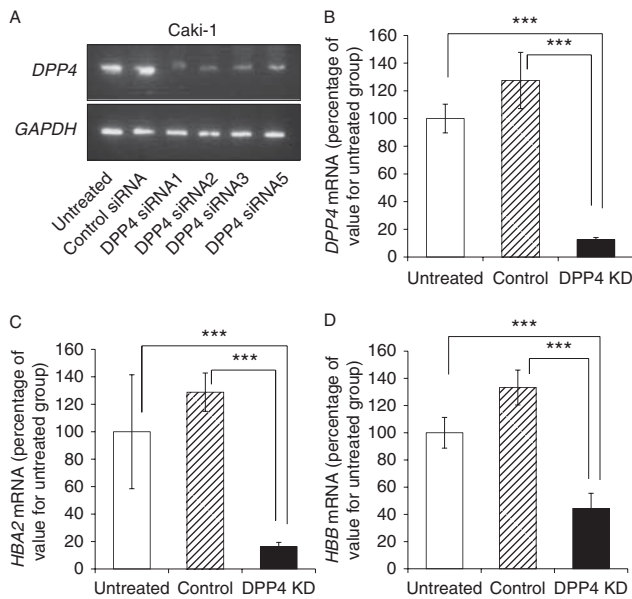 A
Caki-1
DPP4
GAPDH
Untreated
Control siRNA
DPP4 siRNA1
DPP4 siRNA2
DPP4 siRNA3
DPP4 siRNA5
B
DPP4 mRNA (percentage of
value for untreated group)
160
140
120
100
80
60
40
20
0
***
***
Untreated Control DPP4 KD
C
HBA2 mRNA (percentage of
value for untreated group)
160
140
120
100
80
60
40
20
0
***
***
Untreated Control DPP4 KD
D
HBB mRNA (percentage of
value for untreated group)
160
140
120
100
80
60
40
20
0
***
***
Untreated Control DPP4 KD